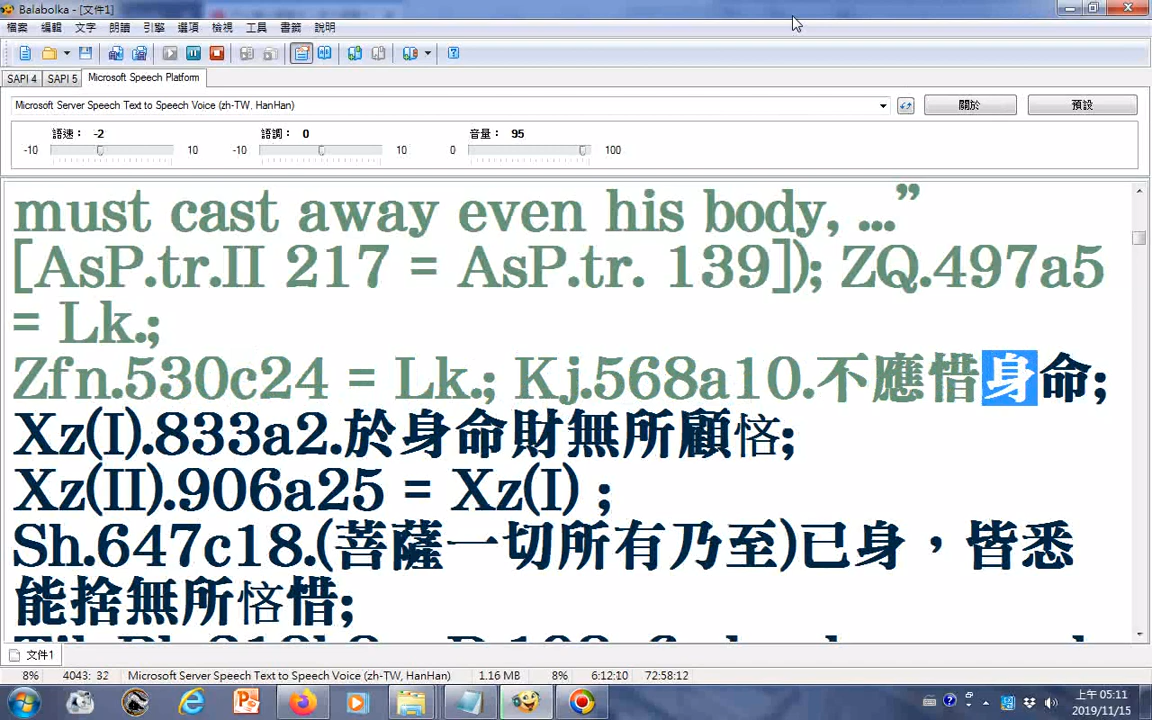 Balabolka - [文件1]
檔案 編輯 文字 朗讀 引擎 選項 檢視 工具 書籤 說明
SAPI 4 SAPI 5 Microsoft Speech Platform
Microsoft Server Speech Text to Speech Voice (zh-TW, HanHan) 關於 預設
語速： -2 語調： 0 音量： 95
-10 10 -10 10 0 100
must cast away even his body, ...”
[AsP.tr.II 217 = AsP.tr. 139]); ZQ.497a5
= Lk.;
Zfn.530c24 = Lk.; Kj.568a10.不應惜身命;
Xz(I).833a2.於身命財無所顧悋;
Xz(II).906a25 = Xz(I) ;
Sh.647c18.(菩薩一切所有乃至)已身，皆悉
能捨無所悋惜;
文件1
8% 4043: 32 Microsoft Server Speech Text to Speech Voice (zh-TW, HanHan) 1.16 MB 8% 6:12:10 72:58:12
上午 05:11
2019/11/15